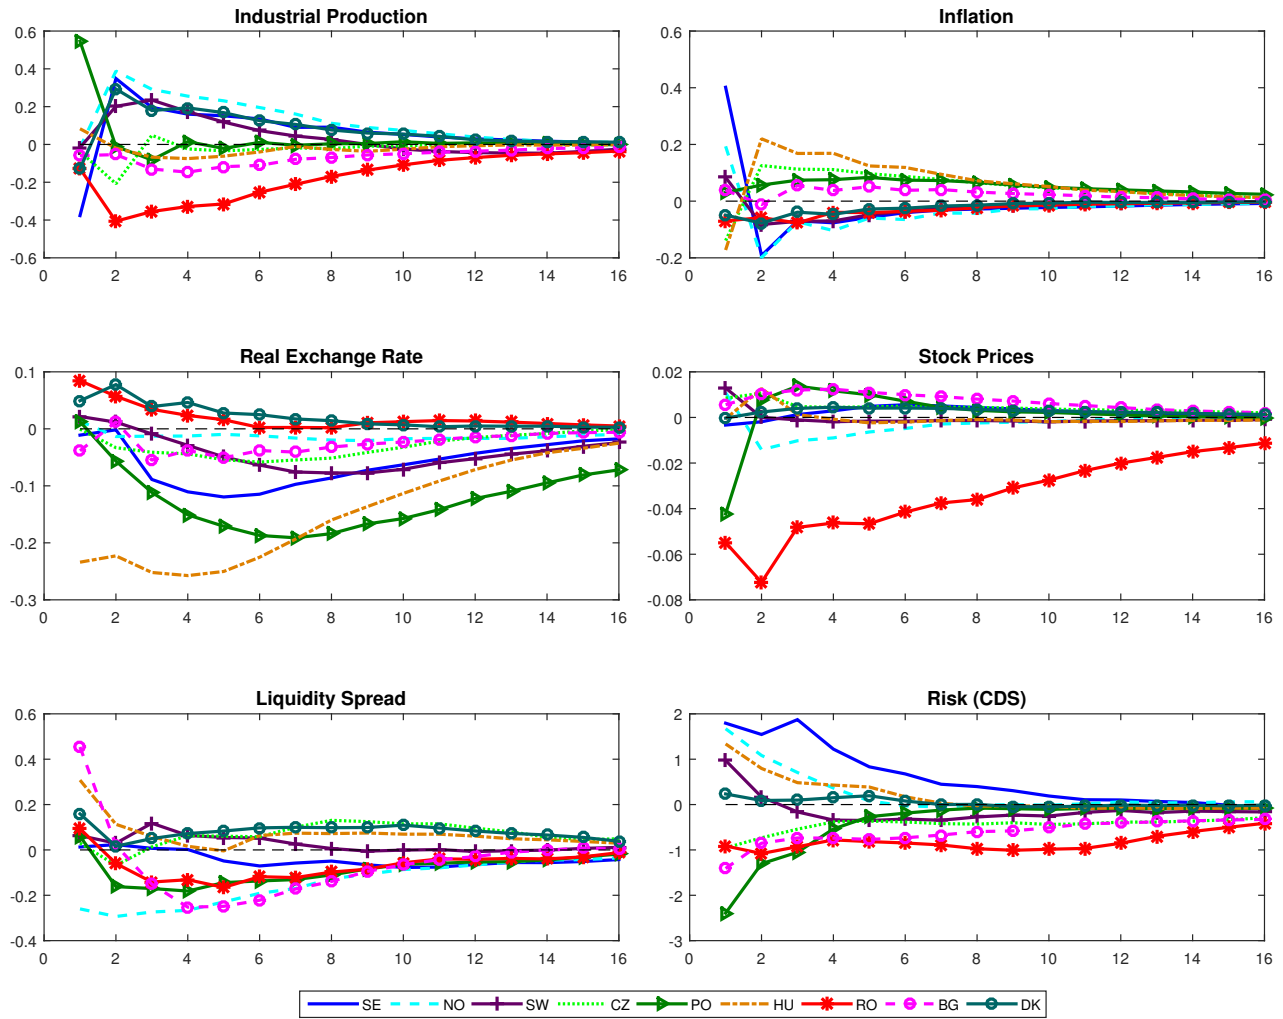 Industrial Production
0.6
0.4
0.2
0
-0.2
-0.4
-0.6
0 2 4 6 8 10 12 14 16
Inflation
0.6
0.4
0.2
0
-0.2
0 2 4 6 8 10 12 14 16
Real Exchange Rate
0.1
0
-0.1
-0.2
-0.3
0 2 4 6 8 10 12 14 16
Stock Prices
0.02
0
-0.02
-0.04
-0.06
-0.08
0 2 4 6 8 10 12 14 16
Liquidity Spread
0.6
0.4
0.2
0
-0.2
-0.4
0 2 4 6 8 10 12 14 16
Risk (CDS)
2
1
0
-1
-2
-3
0 2 4 6 8 10 12 14 16
SE NO SW CZ PO HU RO BG DK